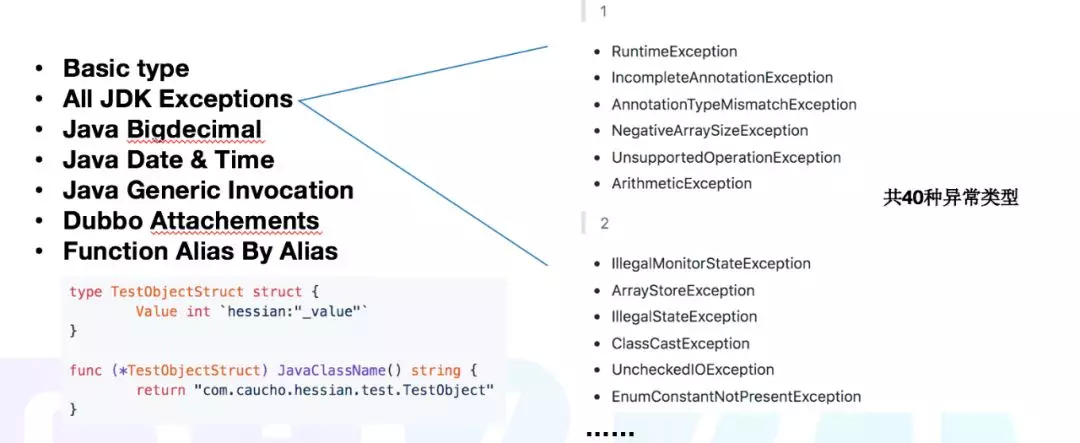 Basic type
All JDK Exceptions
Java Bigdecimal
Java Date & Time
Java Generic Invocation
Dubbo Attachements
Function Alias By Alias
type TestObjectStruct struct {
Value int `hessian:"_value"`
}
func (*TestObjectStruct) JavaClassName() string {
return "com.caucho.hessian.test.TestObject"
}
1
RuntimeException
IncompleteAnnotationException
AnnotationTypeMismatchException
NegativeArraySizeException
UnsupportedOperationException
ArithmeticException
共40种异常类型
2
IllegalMonitorStateException
ArrayStoreException
IllegalStateException
ClassCastException
UncheckedIOException
EnumConstantNotPresentException
......